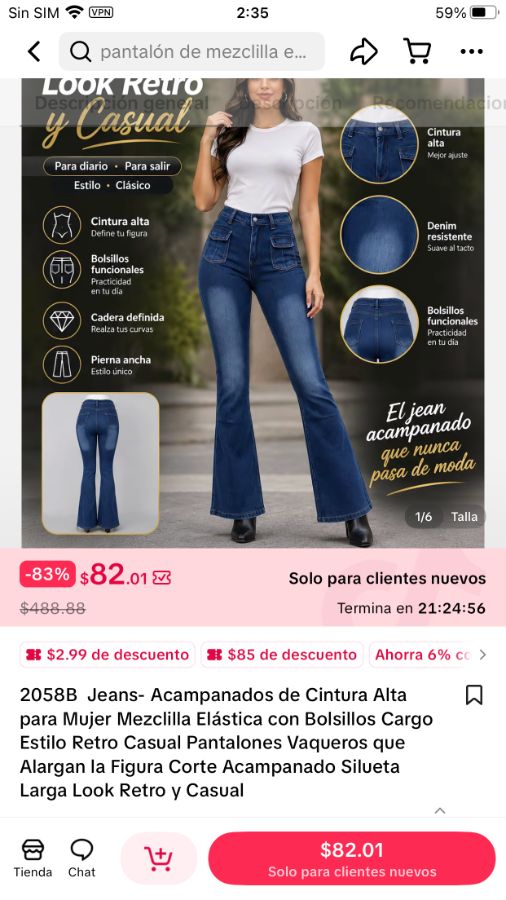 Sin SIM VPN 2:35 59%
pantalón de mezclilla e...
Descripción general Descripción Recomendacion
Look Retro
y Casual
Para diario • Para salir
Estilo • Clásico
Cintura alta
Define tu figura
Bolsillos
funcionales
Practicidad
en tu día
Cadera definida
Realza tus curvas
Pierna ancha
Estilo único
Cintura
alta
Mejor ajuste
Denim
resistente
Suave al tacto
Bolsillos
funcionales
Practicidad
en tu día
El jean
acampanado
que nunca
pasa de moda
1/6 Talla
-83% $82.01
Solo para clientes nuevos
$488.88
Termina en 21:24:56
$2.99 de descuento
$85 de descuento
Ahorra 6% co
2058B Jeans- Acampanados de Cintura Alta
para Mujer Mezclilla Elástica con Bolsillos Cargo
Estilo Retro Casual Pantalones Vaqueros que
Alargan la Figura Corte Acampanado Silueta
Larga Look Retro y Casual
Tienda
Chat
$82.01
Solo para clientes nuevos